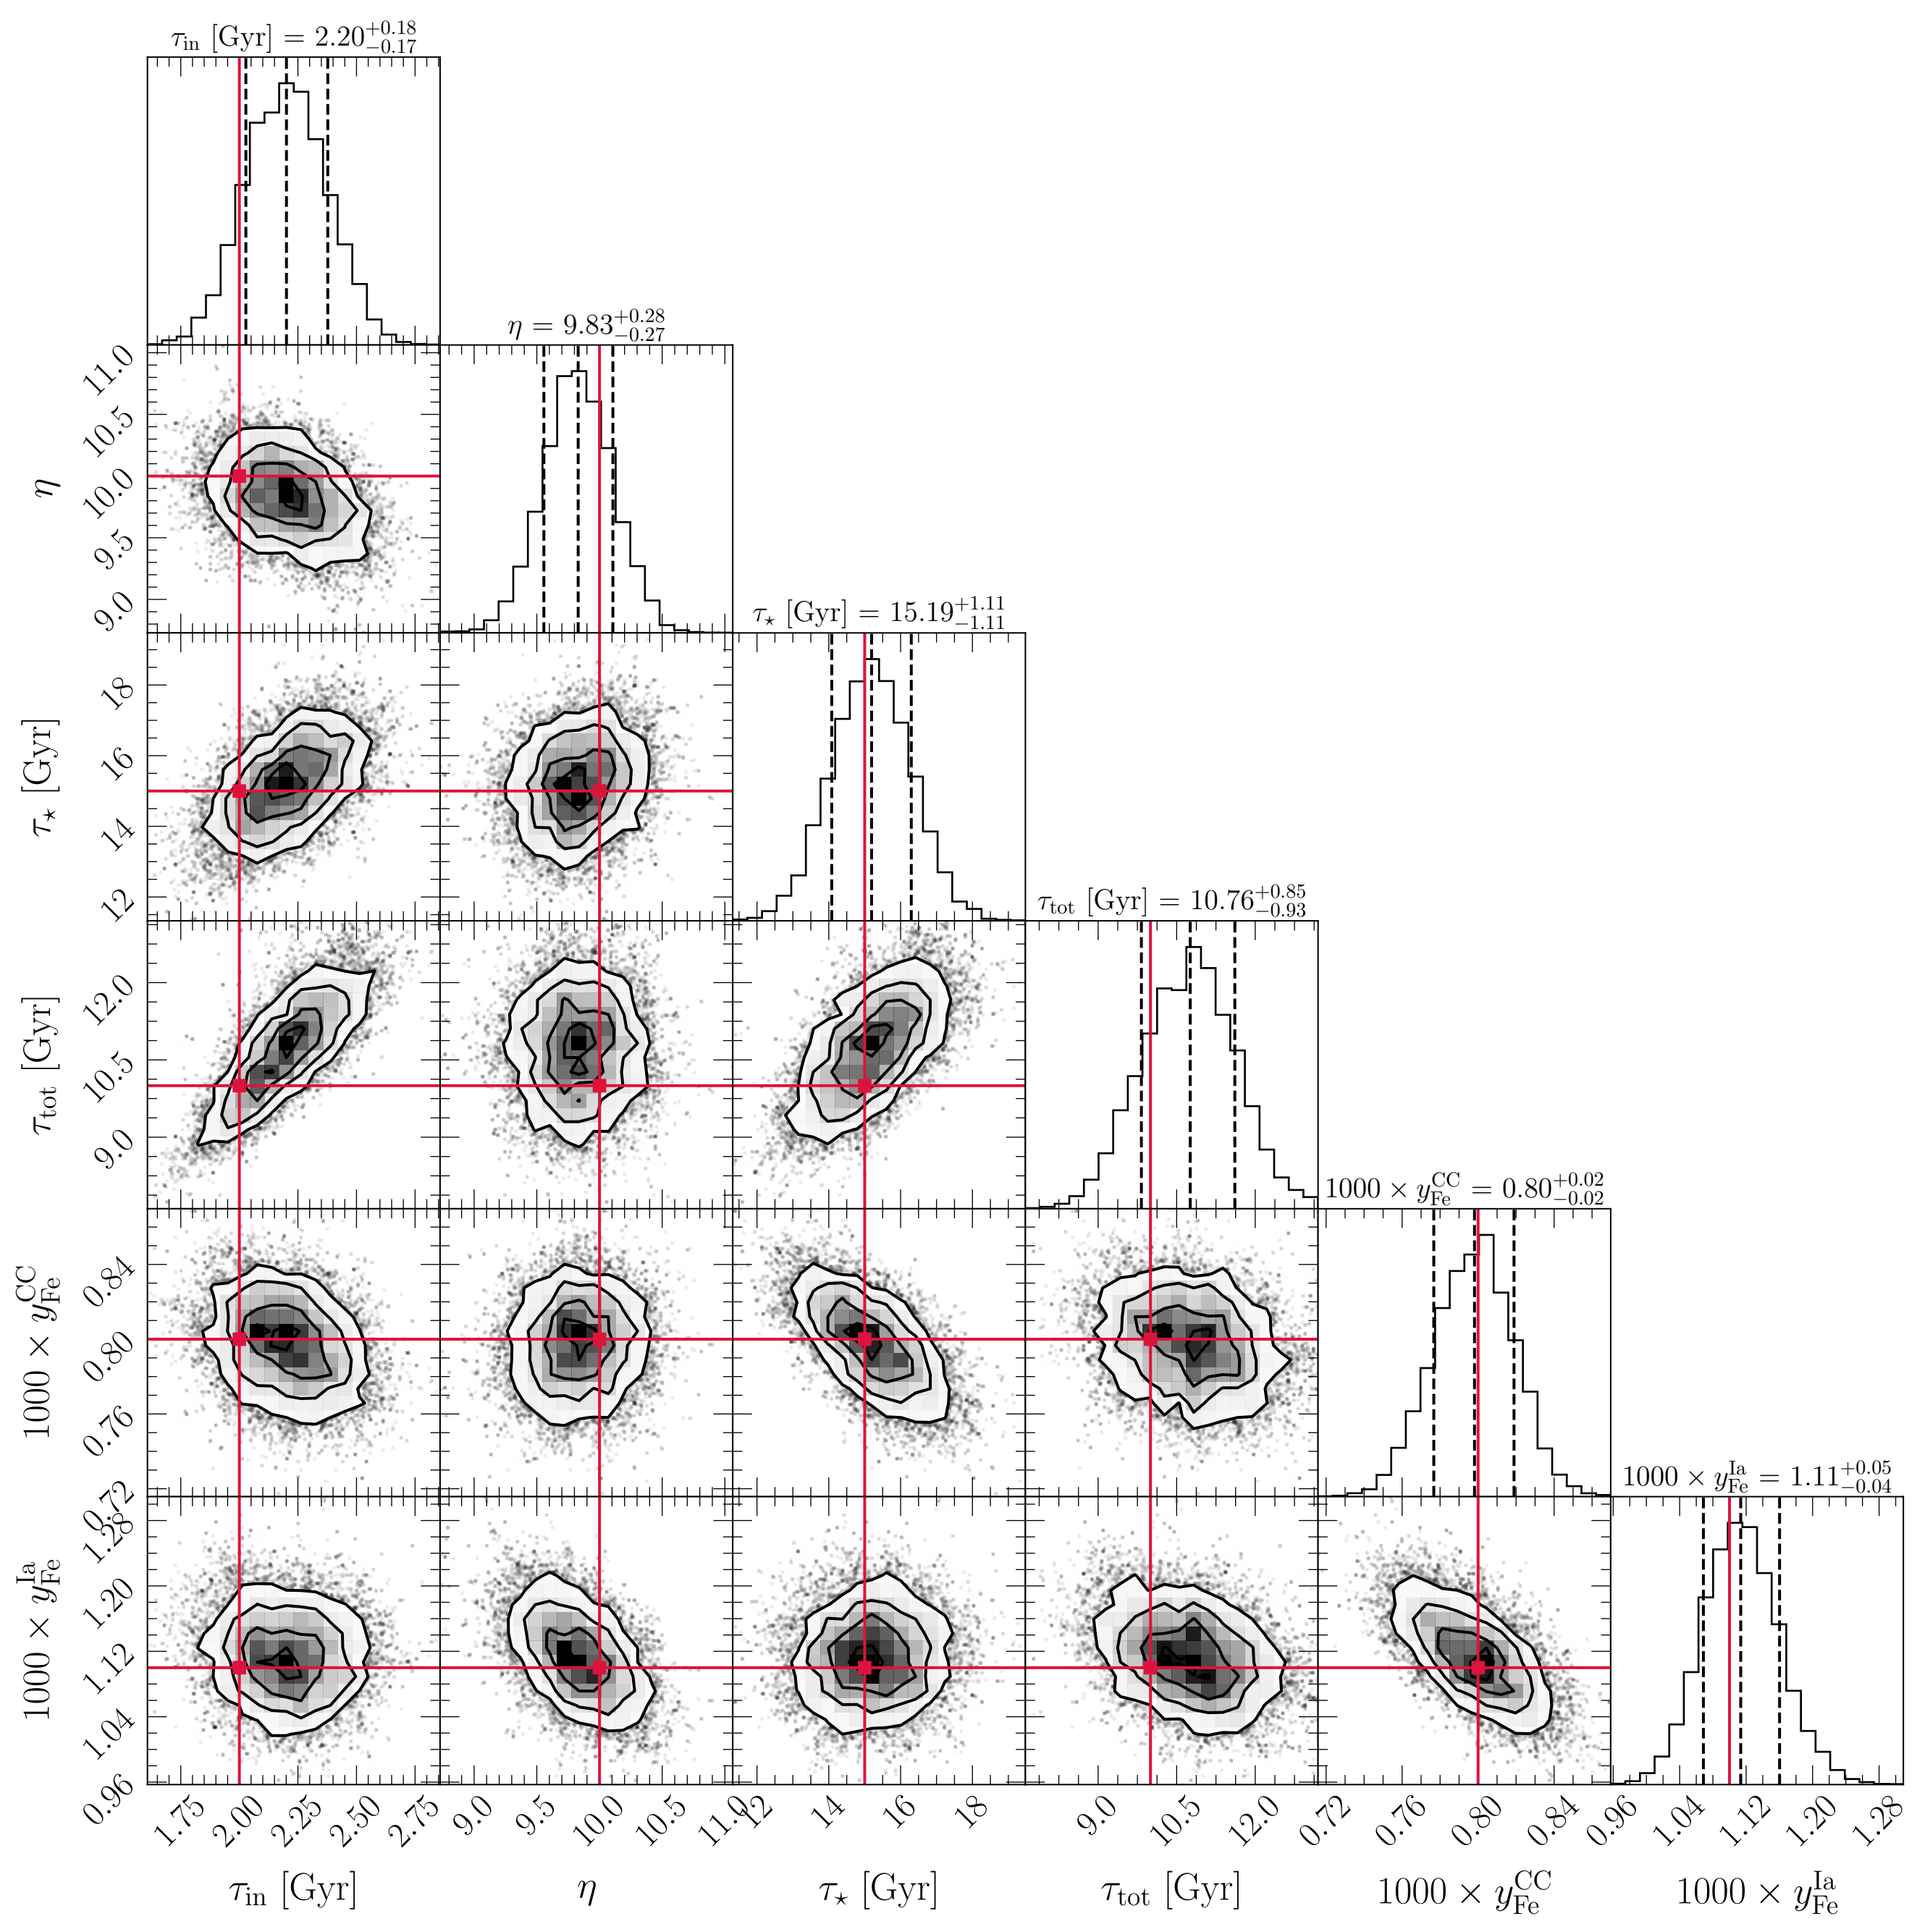 τ_in [Gyr] = 2.20^{+0.18}_{-0.17}
η = 9.83^{+0.28}_{-0.27}
τ_⋆ [Gyr] = 15.19^{+1.11}_{-1.11}
τ_tot [Gyr] = 10.76^{+0.85}_{-0.93}
1000 × y_Fe^CC = 0.80^{+0.02}_{-0.02}
1000 × y_Fe^Ia = 1.11^{+0.05}_{-0.04}
η
11.0
10.5
10.0
9.5
9.0
τ_⋆ [Gyr]
18
16
14
12
τ_tot [Gyr]
12.0
10.5
9.0
1000 × y_Fe^CC
0.84
0.80
0.76
0.72
1000 × y_Fe^Ia
1.28
1.20
1.12
1.04
0.96
1.75 2.00 2.25 2.50 2.75
9.0 9.5 10.0 10.5 11.0
12 14 16 18
9.0 10.5 12.0
0.72 0.76 0.80 0.84
0.96 1.04 1.12 1.20 1.28
τ_in [Gyr]
η
τ_⋆ [Gyr]
τ_tot [Gyr]
1000 × y_Fe^CC
1000 × y_Fe^Ia